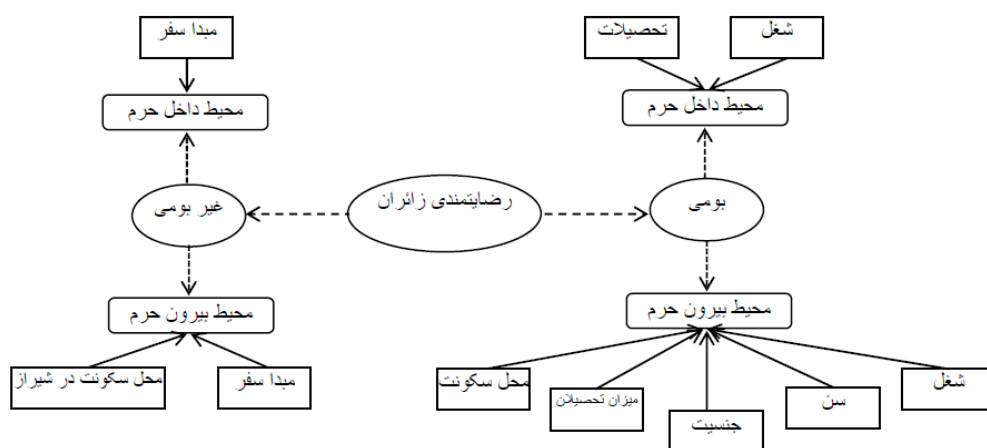 شغل
تحصیلات
مبدا سفر
محیط داخل حرم
محیط داخل حرم
بومی
رضایتمندی زائران
غیر بومی
محیط بیرون حرم
محیط بیرون حرم
شغل
سن
جنسیت
میزان تحصیلان
محل سکونت
مبدا سفر
محل سکونت در شیراز